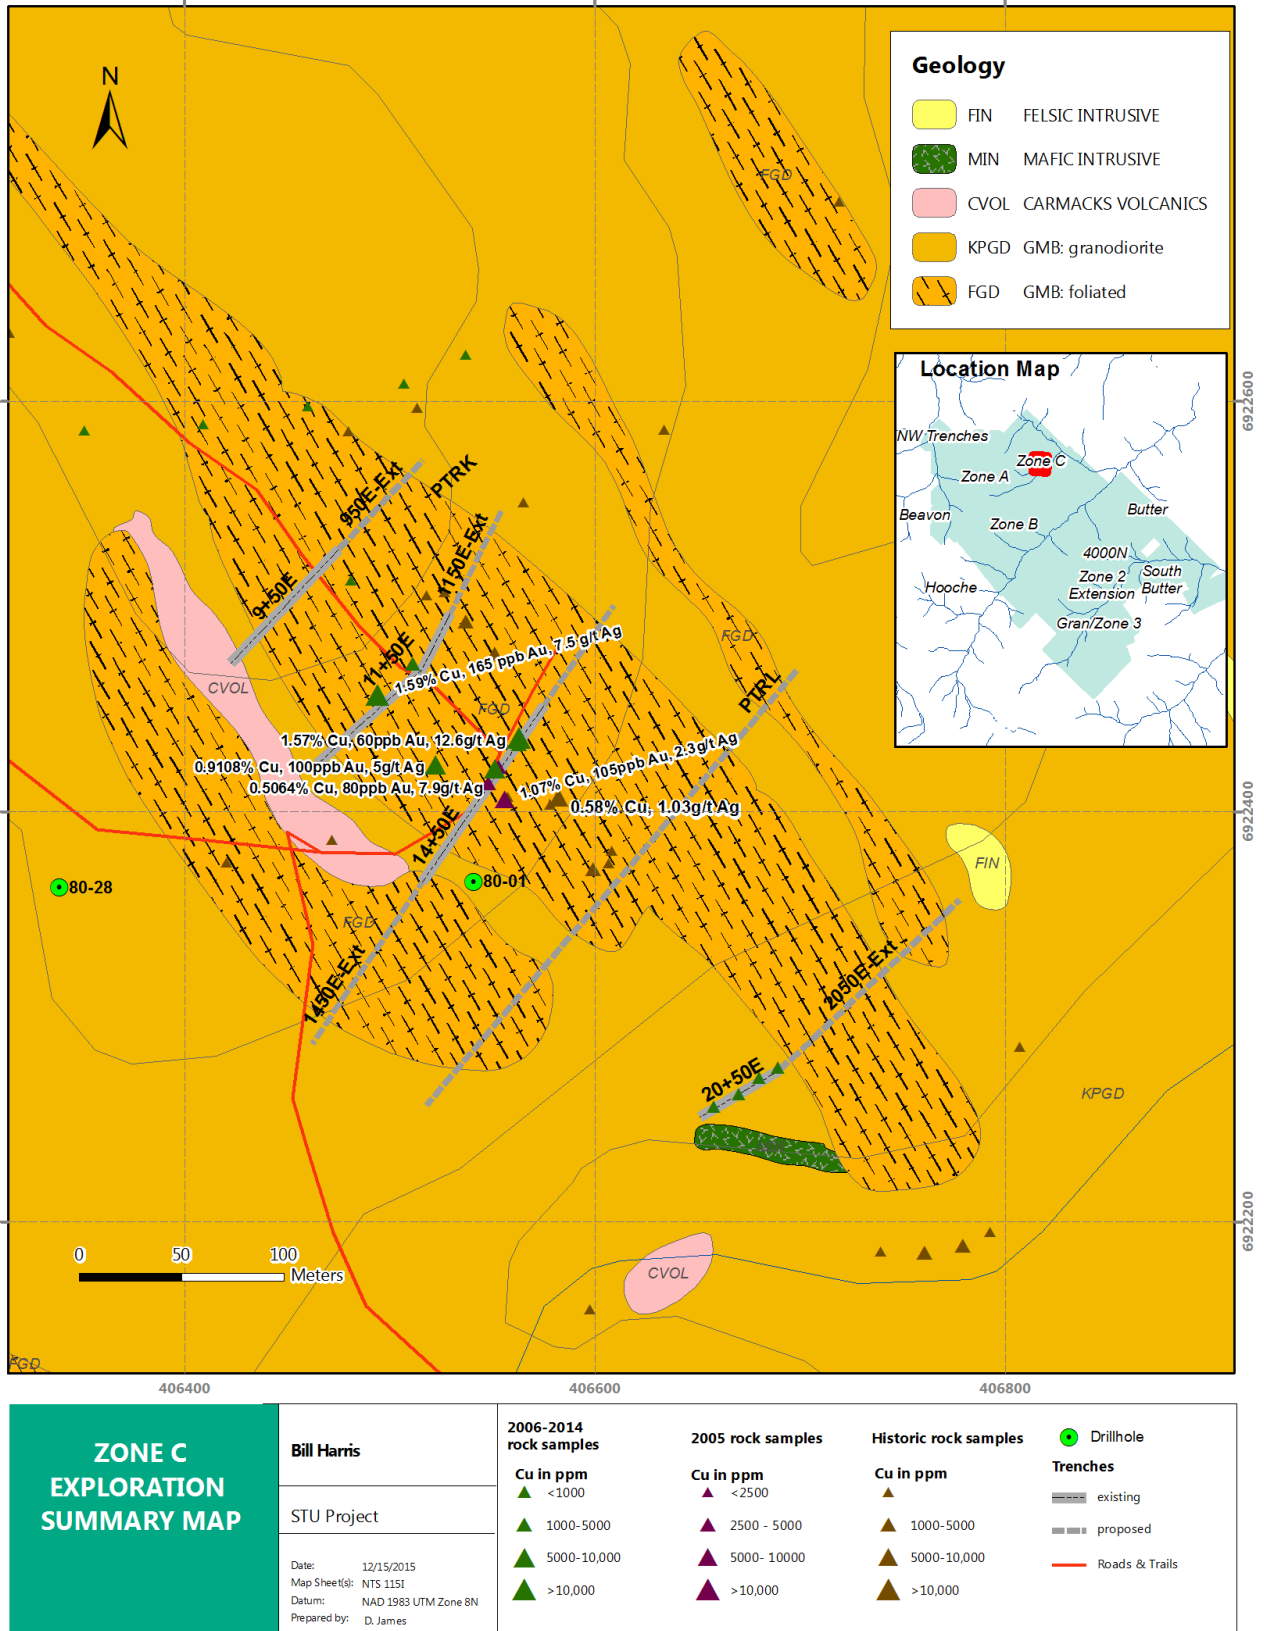 N
Geology
FIN FELSIC INTRUSIVE
MIN MAFIC INTRUSIVE
CVOL CARMACKS VOLCANICS
KPGD GMB: granodiorite
FGD GMB: foliated
Location Map
NW Trenches
Zone C
Zone A
Beavon
Zone B
Butter
4000N
Zone 2
Extension
South
Butter
Hooche
Gran/Zone 3
6922600
6922400
6922200
FGD
950E-Ext
PTRK
1150E-Ext
9+50E
11+50E
1.59% Cu, 165 ppb Au, 7.5 g/t Ag
FGD
CVOL
FGD
PTRL
1.57% Cu, 60ppb Au, 12.6g/t Ag
0.9108% Cu, 100ppb Au, 5g/t Ag
0.5064% Cu, 80ppb Au, 7.9g/t Ag
1.07% Cu, 105ppb Au, 2.3g/t Ag
0.58% Cu, 1.03g/t Ag
14+50E
FIN
80-28
80-01
FGD
1450E-Ext
2050E-Ext
20+50E
KPGD
CVOL
0 50 100
Meters
FGD
406400 406600 406800
ZONE C
EXPLORATION
SUMMARY MAP
Bill Harris
STU Project
Date: 12/15/2015
Map Sheet(s): NTS 115I
Datum: NAD 1983 UTM Zone 8N
Prepared by: D. James
2006-2014
rock samples
Cu in ppm
<1000
1000-5000
5000-10,000
>10,000
2005 rock samples
Cu in ppm
<2500
2500 - 5000
5000- 10000
>10,000
Historic rock samples
Cu in ppm
1000-5000
5000-10,000
>10,000
Drillhole
Trenches
existing
proposed
Roads & Trails